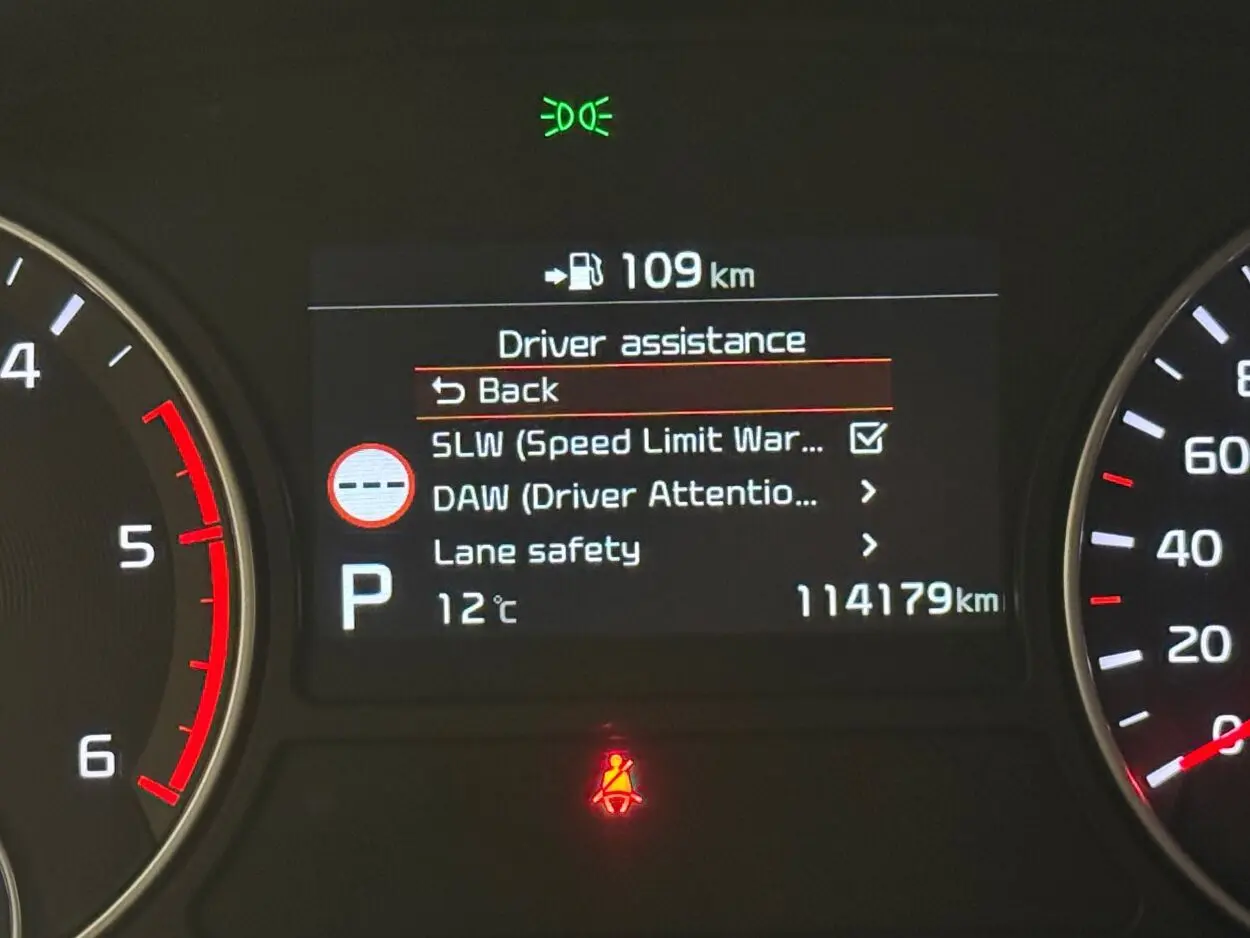 109 km
Driver assistance
Back
SLW (Speed Limit War...
DAW (Driver Attentio...
Lane safety
---
P
12 °C
114179 km
4
5
6
8
60
40
20
0